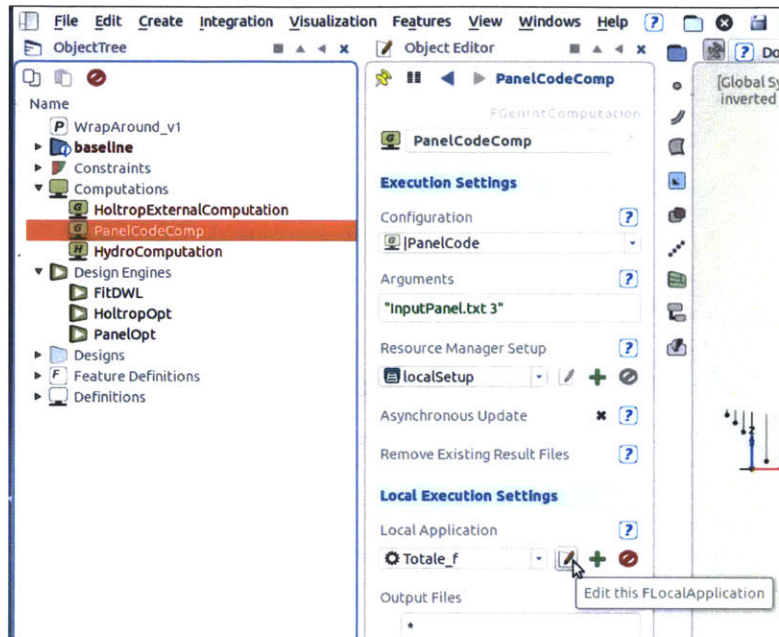 File Edit Create Integration Visualization Features View Windows Help ?
ObjectTree
Name
P WrapAround_v1
baseline
Constraints
Computations
G HoltropExternalComputation
G PanelCodeComp
H HydroComputation
Design Engines
FitDWL
HoltropOpt
PanelOpt
Designs
F Feature Definitions
Definitions
Object Editor
PanelCodeComp
FGenIntComputation
G PanelCodeComp ?
Execution Settings
Configuration ?
G |PanelCode
Arguments ?
"InputPanel.txt 3"
Resource Manager Setup ?
localSetup
Asynchronous Update ?
Remove Existing Result Files ?
Local Execution Settings
Local Application ?
Totale_f
Edit this FLocalApplication
Output Files
*
? Do
[Global Sy
inverted
z